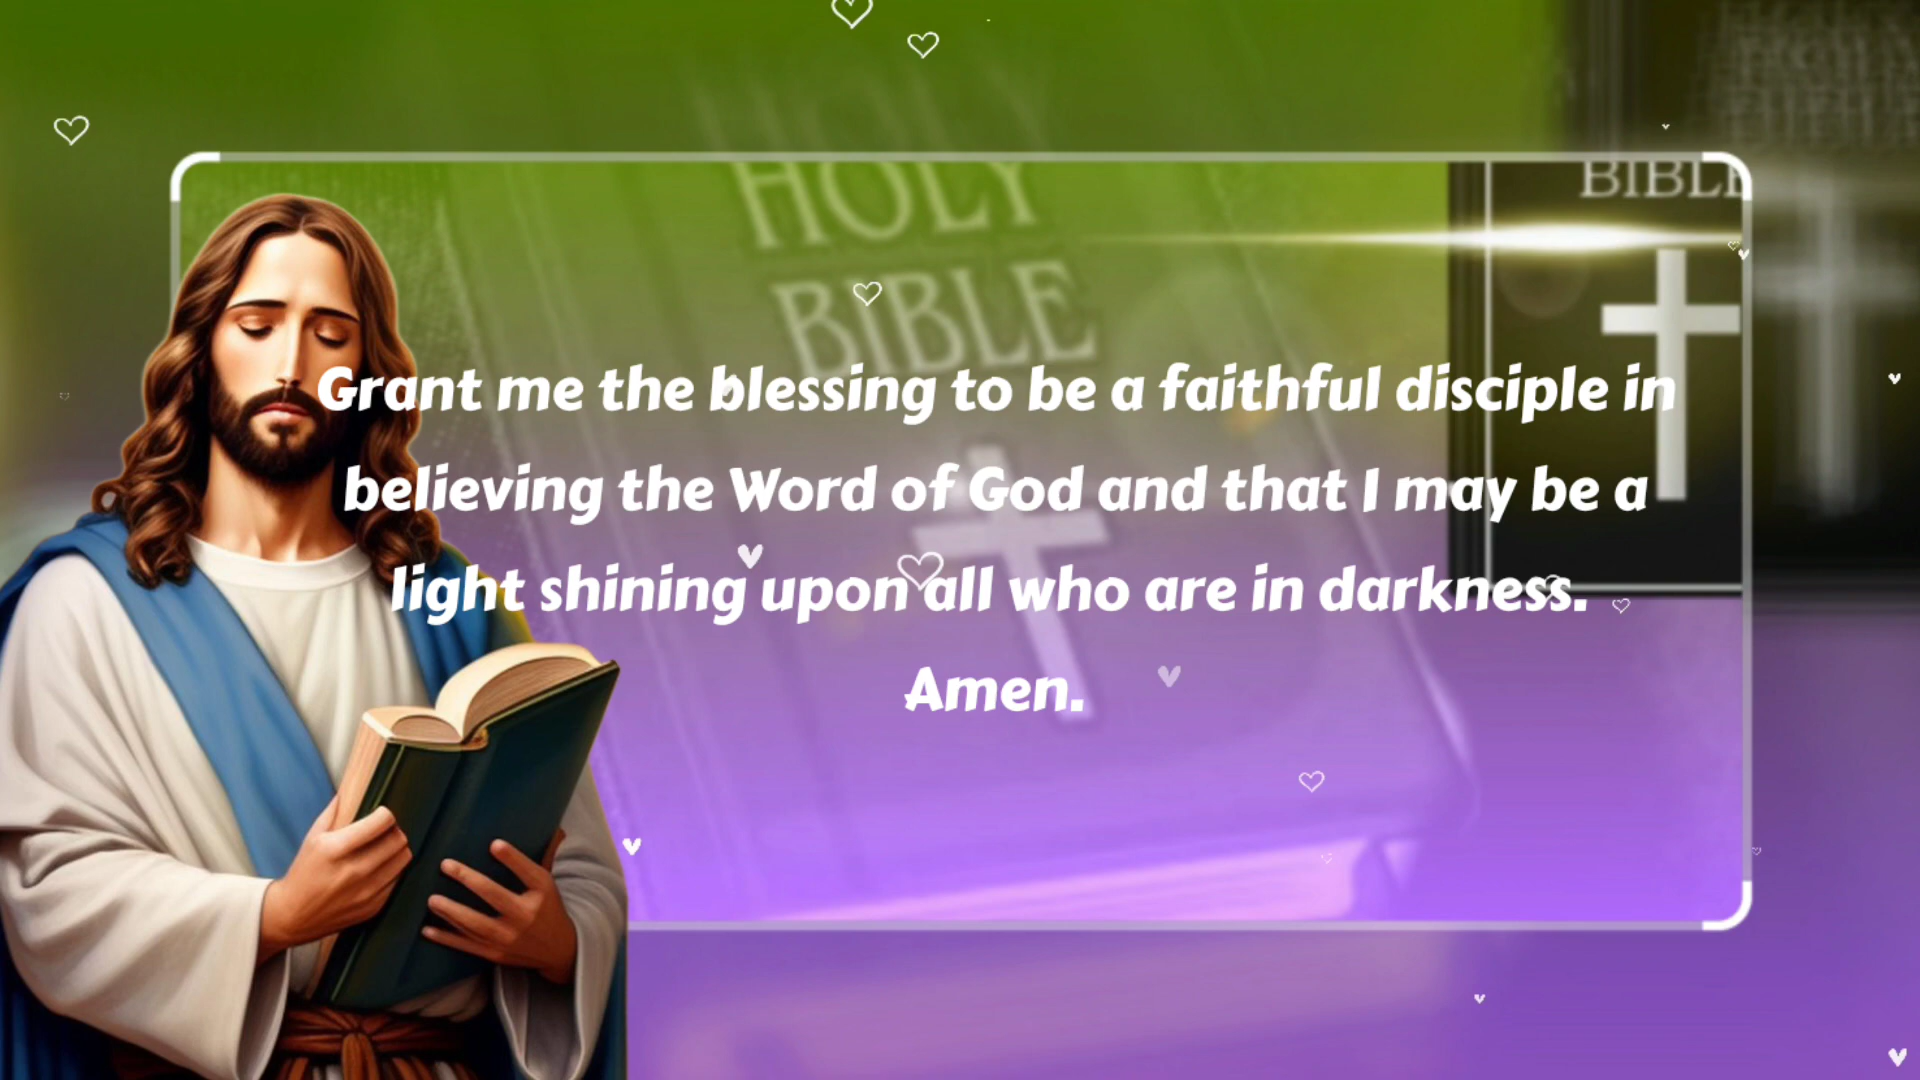 HOLY
BIBLE
BIBLE
Grant me the blessing to be a faithful disciple in
believing the Word of God and that I may be a
light shining upon all who are in darkness.
Amen.